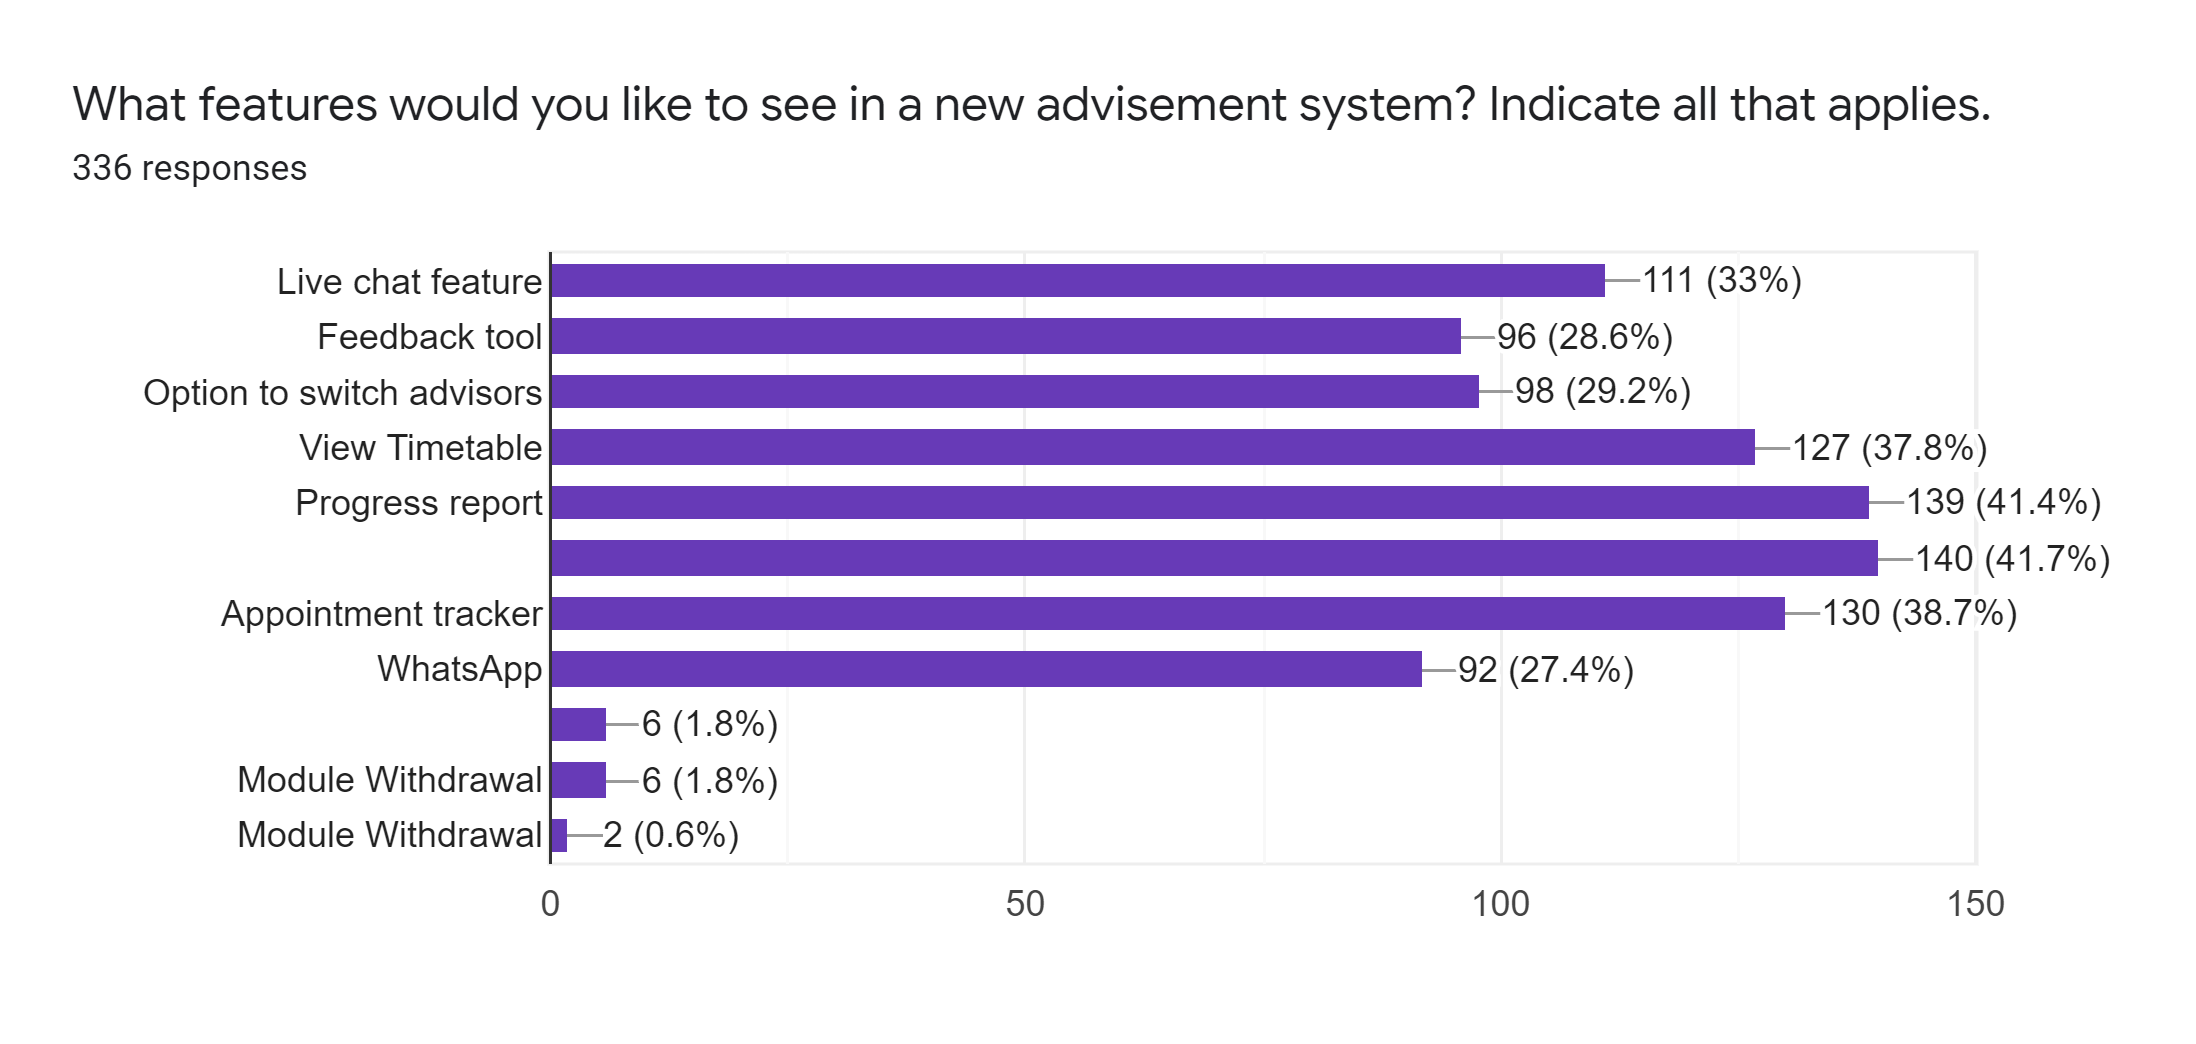 What features would you like to see in a new advisement system? Indicate all that applies.
336 responses
Live chat feature 111 (33%)
Feedback tool 96 (28.6%)
Option to switch advisors 98 (29.2%)
View Timetable 127 (37.8%)
Progress report 139 (41.4%)
140 (41.7%)
Appointment tracker 130 (38.7%)
WhatsApp 92 (27.4%)
6 (1.8%)
Module Withdrawal 6 (1.8%)
Module Withdrawal 2 (0.6%)
0 50 100 150